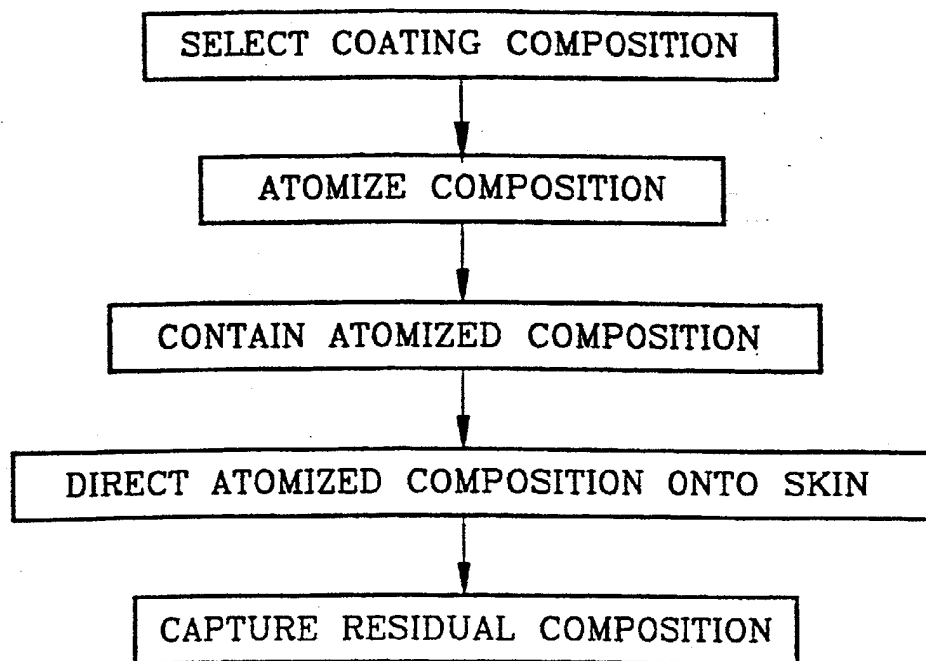 SELECT COATING COMPOSITION
ATOMIZE COMPOSITION
CONTAIN ATOMIZED COMPOSITION
DIRECT ATOMIZED COMPOSITION ONTO SKIN
CAPTURE RESIDUAL COMPOSITION